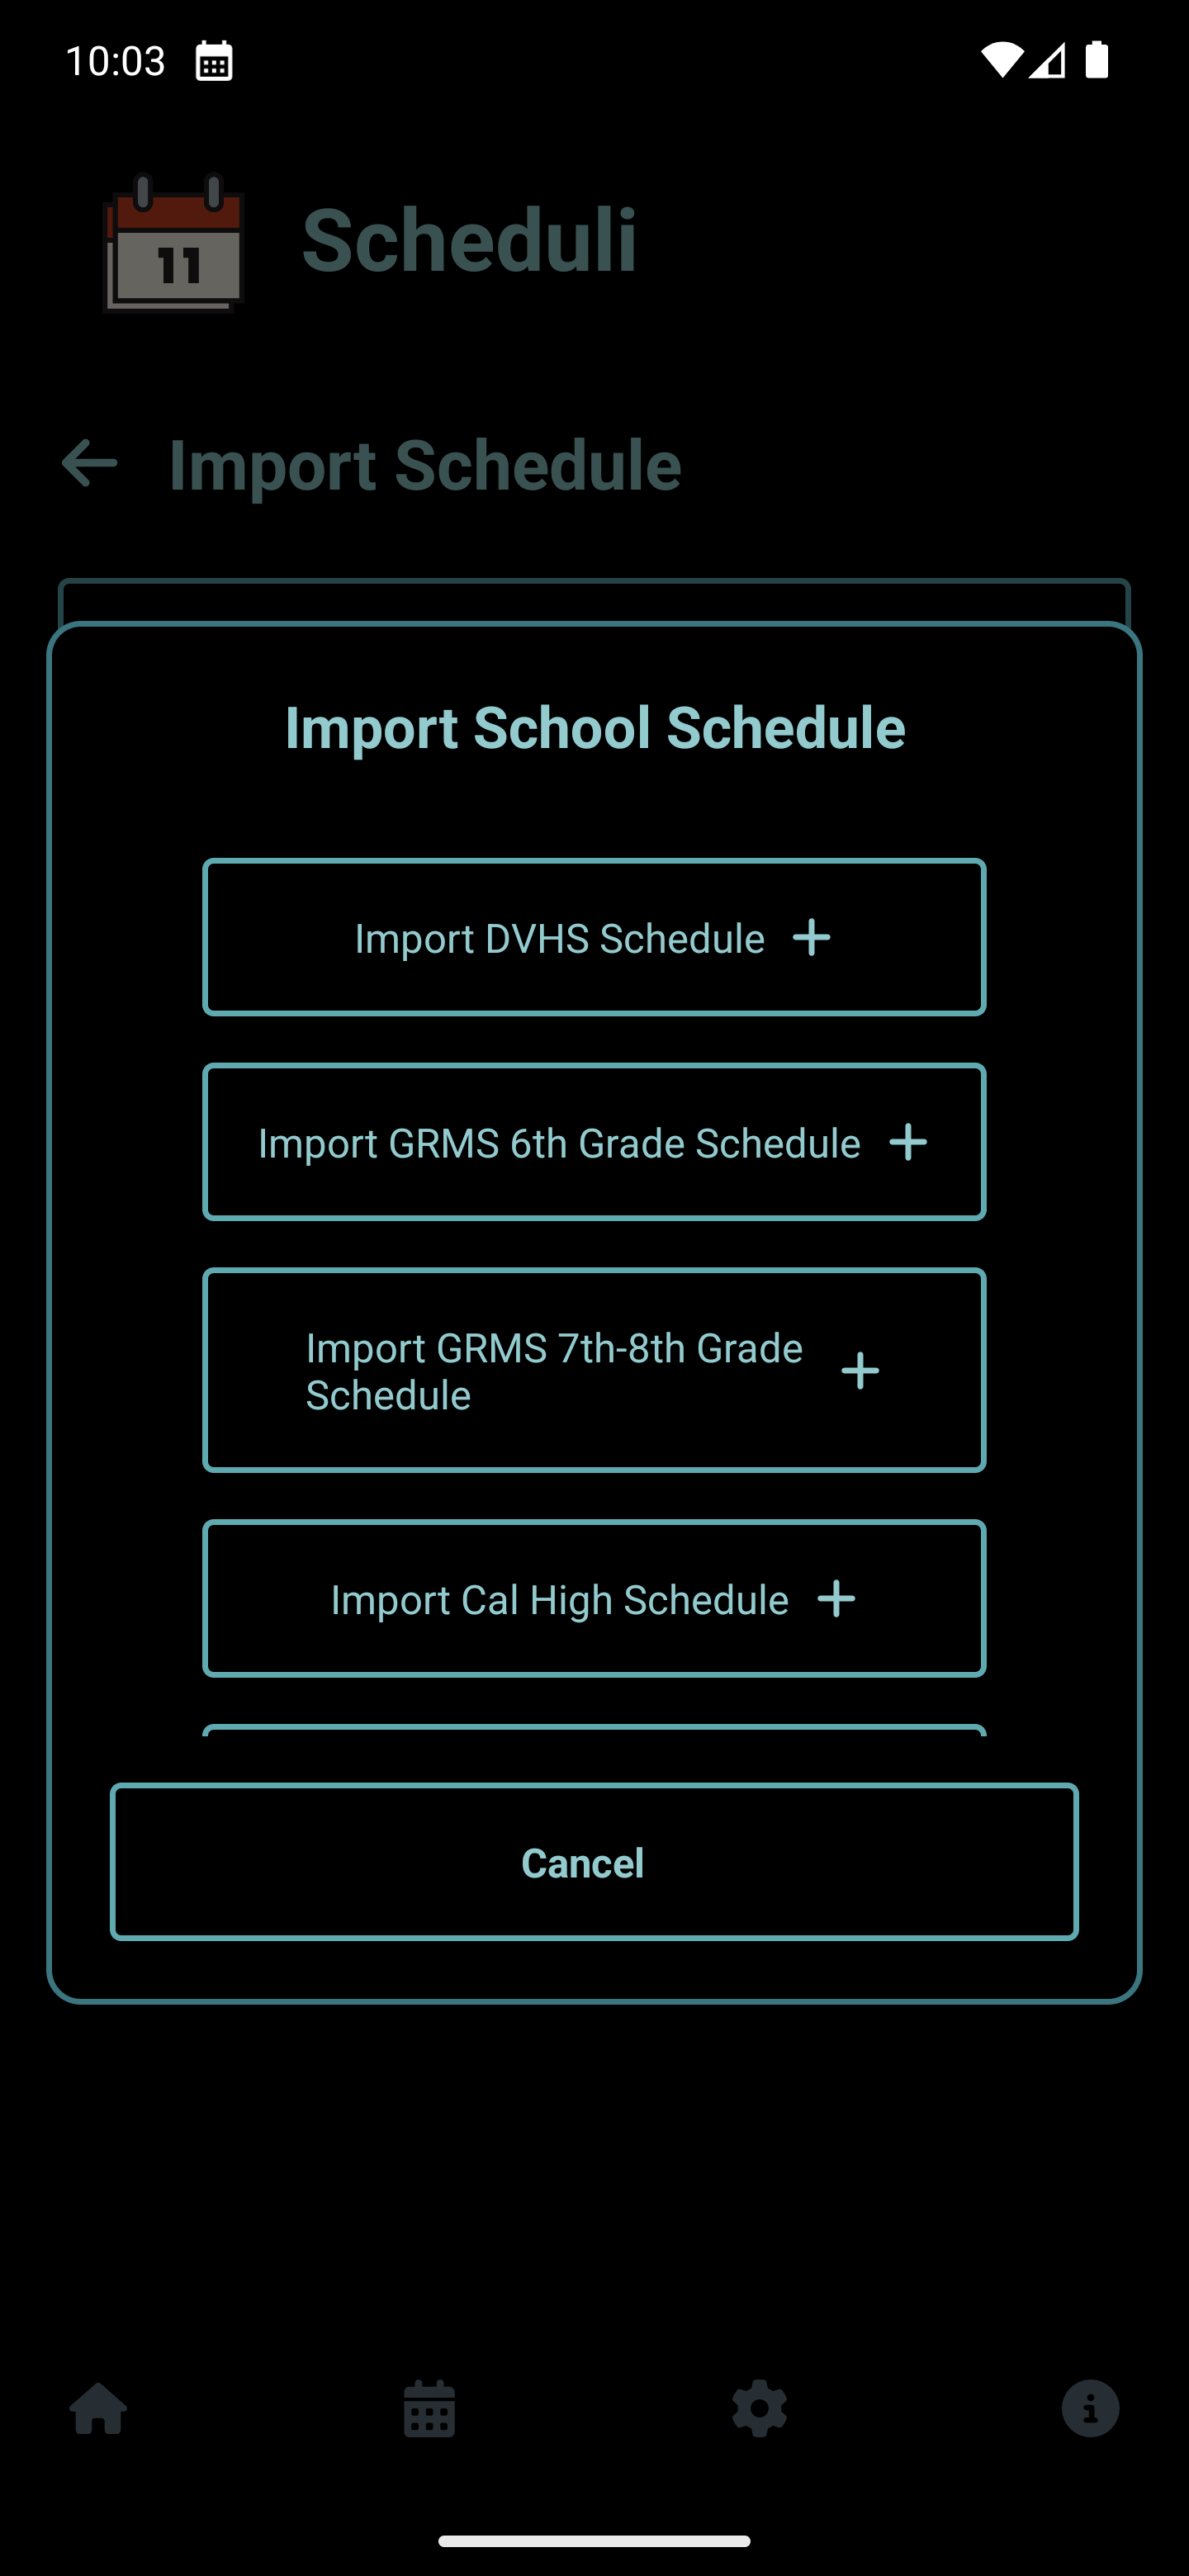 10:03
11
Scheduli
Import Schedule
Import School Schedule
Import DVHS Schedule
Import GRMS 6th Grade Schedule
Import GRMS 7th-8th Grade
Schedule
Import Cal High Schedule
Cancel